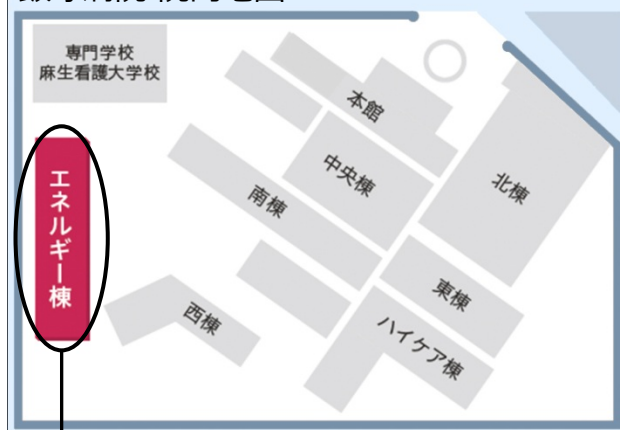 専門学校
麻生看護大学校
本館
中央棟
北棟
南棟
エネルギー棟
東棟
西棟
ハイケア棟